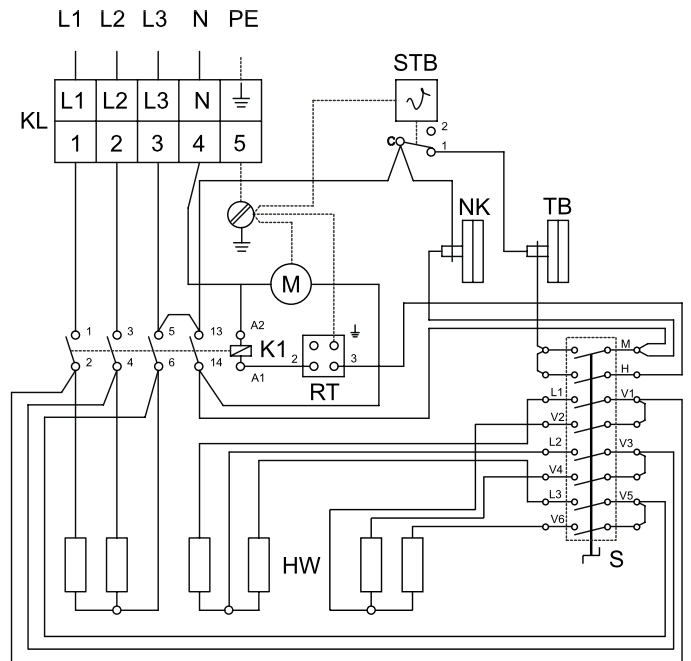 L1 L2 L3 N PE
STB
L1 L2 L3 N
KL
1 2 3 4 5
2
C
1
NK TB
M
1 3 5 13 A2
K1
2 3
2 4 6 14 A1
RT
M
H
L1 V1
V2
L2 V3
V4
L3 V5
V6
HW
S